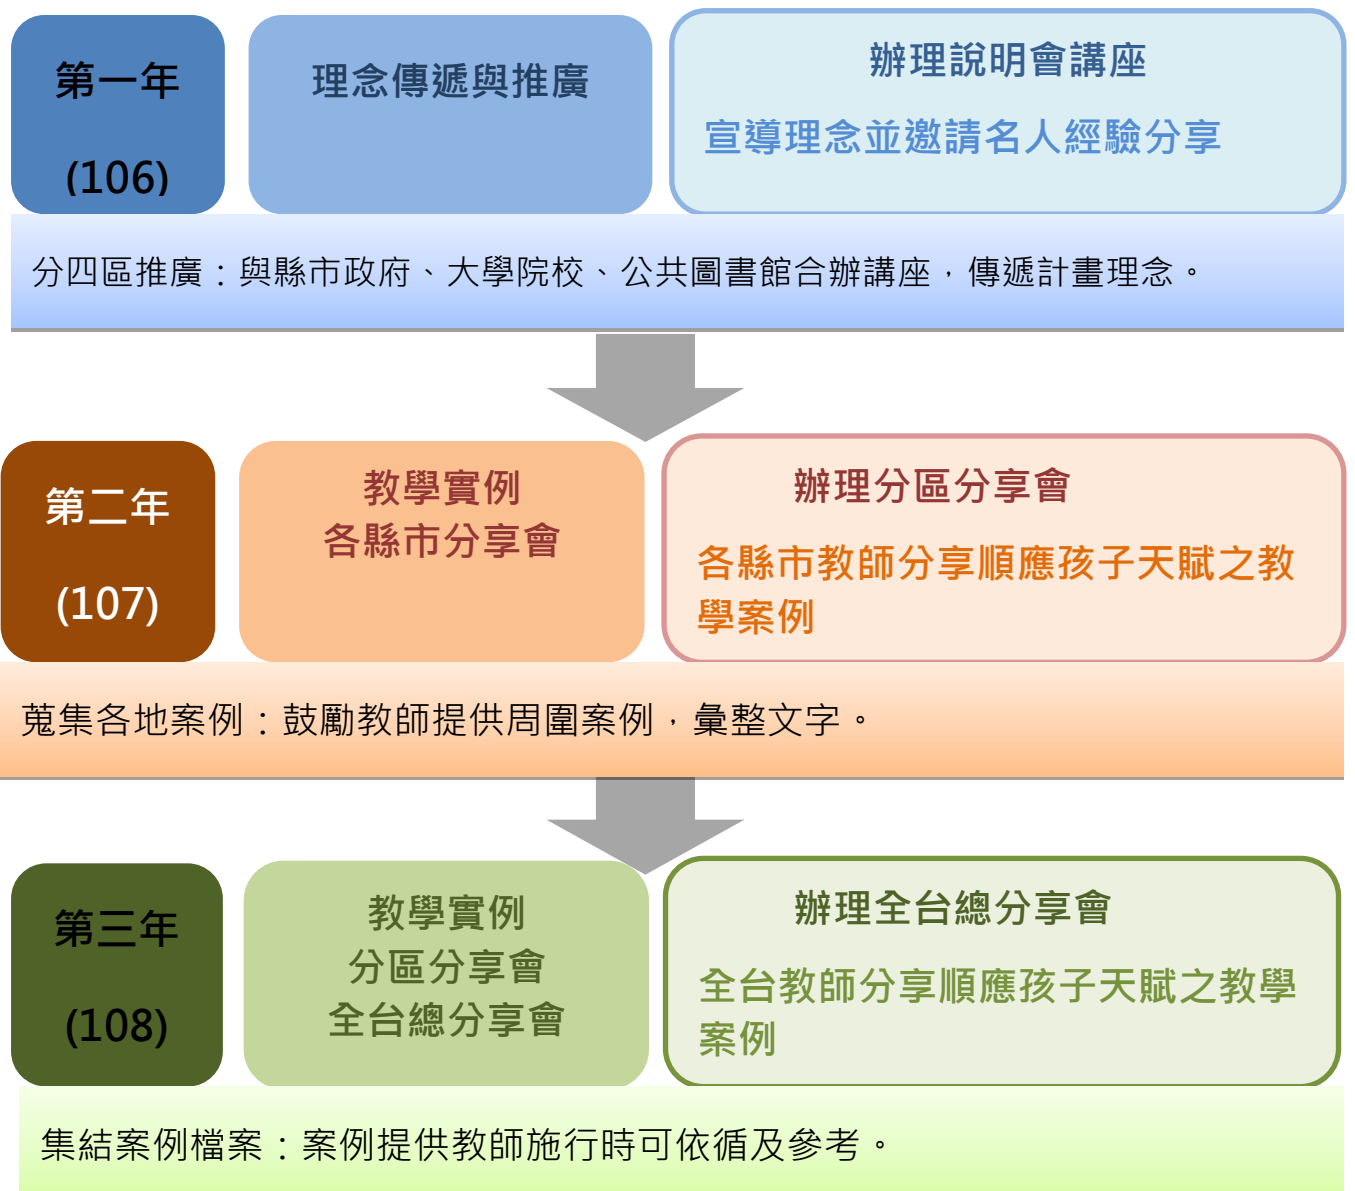 第一年
(106)
理念傳遞與推廣
辦理說明會講座
宣導理念並邀請名人經驗分享
分四區推廣：與縣市政府、大學院校、公共圖書館合辦講座，傳遞計畫理念。
第二年
(107)
教學實例
各縣市分享會
辦理分區分享會
各縣市教師分享順應孩子天賦之教
學案例
蒐集各地案例：鼓勵教師提供周圍案例，彙整文字。
第三年
(108)
教學實例
分區分享會
全台總分享會
辦理全台總分享會
全台教師分享順應孩子天賦之教學
案例
集結案例檔案：案例提供教師施行時可依循及參考。